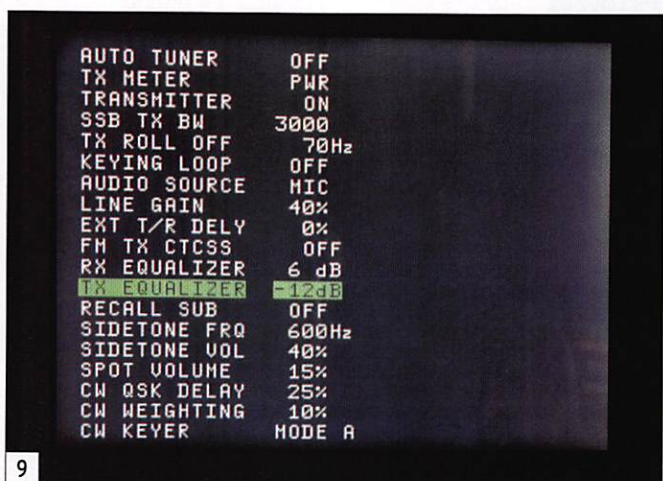 AUTO TUNER OFF
TX METER PWR
TRANSMITTER ON
SSB TX BW 3000
TX ROLL OFF 70Hz
KEYING LOOP OFF
AUDIO SOURCE MIC
LINE GAIN 40%
EXT T/R DELY 0%
FM TX CTCSS OFF
RX EQUALIZER 6 dB
TX EQUALIZER -12dB
RECALL SUB OFF
SIDETONE FRQ 600Hz
SIDETONE VOL 40%
SPOT VOLUME 15%
CW QSK DELAY 25%
CW WEIGHTING 10%
CW KEYER MODE A
9